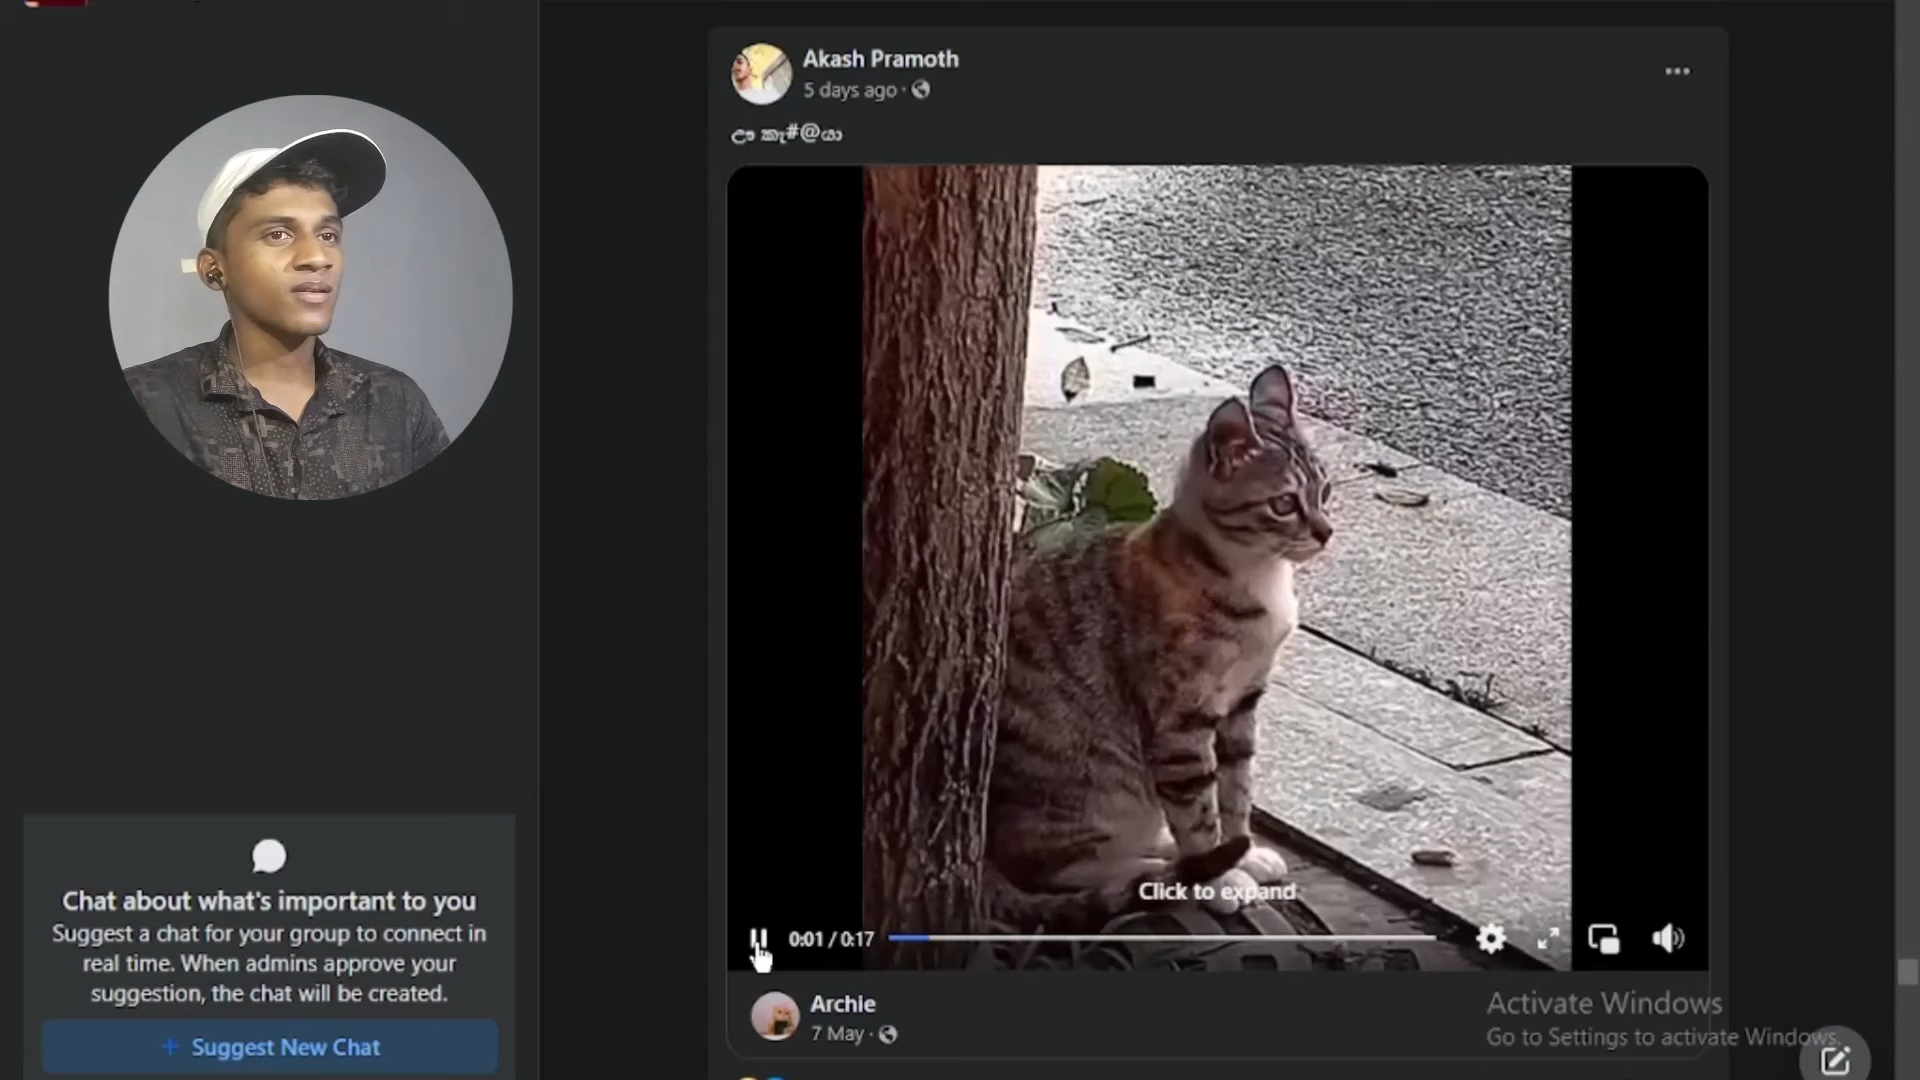 Akash Pramoth
5 days ago ·
ඌ කැ#@යා
Click to expand
0:01 / 0:17
Archie
7 May ·
Chat about what's important to you
Suggest a chat for your group to connect in
real time. When admins approve your
suggestion, the chat will be created.
+ Suggest New Chat
Activate Windows
Go to Settings to activate Windows.